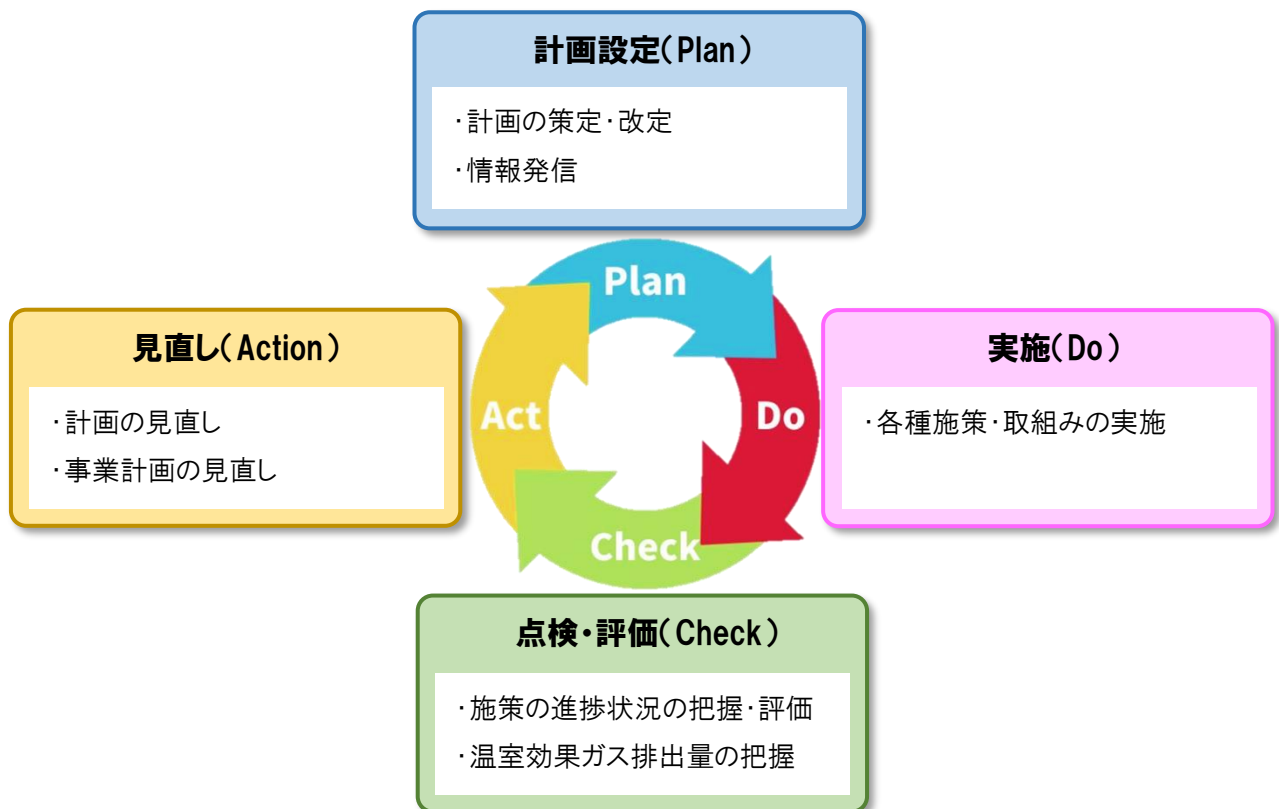 計画設定(Plan)
・計画の策定・改定
・情報発信
Plan
見直し(Action)
・計画の見直し
・事業計画の見直し
Act
Do
実施(Do)
・各種施策・取組みの実施
Check
点検・評価(Check)
・施策の進捗状況の把握・評価
・温室効果ガス排出量の把握